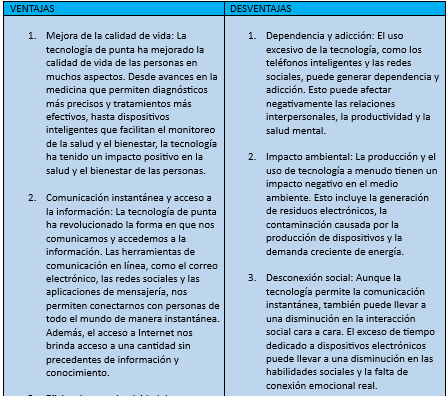 VENTAJAS
1. Mejora de la calidad de vida: La
tecnología de punta ha mejorado la
calidad de vida de las personas en
muchos aspectos. Desde avances en la
medicina que permiten diagnósticos
más precisos y tratamientos más
efectivos, hasta dispositivos
inteligentes que facilitan el monitoreo
de la salud y el bienestar, la tecnología
ha tenido un impacto positivo en la
salud y el bienestar de las personas.
2. Comunicación instantánea y acceso a
la información: La tecnología de punta
ha revolucionado la forma en que nos
comunicamos y accedemos a la
información. Las herramientas de
comunicación en línea, como el correo
electrónico, las redes sociales y las
aplicaciones de mensajería, nos
permiten conectarnos con personas de
todo el mundo de manera instantánea.
Además, el acceso a Internet nos
brinda acceso a una cantidad sin
precedentes de información y
conocimiento.
DESVENTAJAS
1. Dependencia y adicción: El uso
excesivo de la tecnología, como los
teléfonos inteligentes y las redes
sociales, puede generar dependencia y
adicción. Esto puede afectar
negativamente las relaciones
interpersonales, la productividad y la
salud mental.
2. Impacto ambiental: La producción y el
uso de tecnología a menudo tienen un
impacto negativo en el medio
ambiente. Esto incluye la generación
de residuos electrónicos, la
contaminación causada por la
producción de dispositivos y la
demanda creciente de energía.
3. Desconexión social: Aunque la
tecnología permite la comunicación
instantánea, también puede llevar a
una disminución en la interacción
social cara a cara. El exceso de tiempo
dedicado a dispositivos electrónicos
puede llevar a una disminución en las
habilidades sociales y la falta de
conexión emocional real.